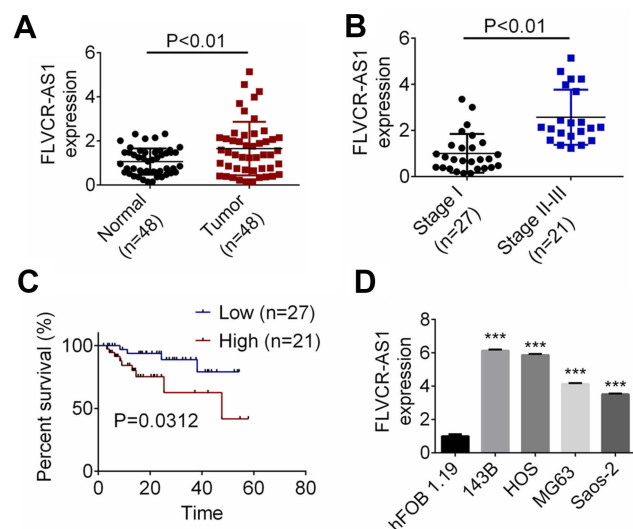 A
P<0.01
FLVCR-AS1
expression
6
4
2
0
Normal
(n=48)
Tumor
(n=48)
B
P<0.01
FLVCR-AS1
expression
6
4
2
0
Stage I
(n=27)
Stage II-III
(n=21)
C
Low (n=27)
High (n=21)
Percent survival (%)
100
50
P=0.0312
0 20 40 60 80
Time
D
FLVCR-AS1
expression
8
6
4
2
0
***
***
***
***
hFOB 1.19
143B
HOS
MG63
Saos-2